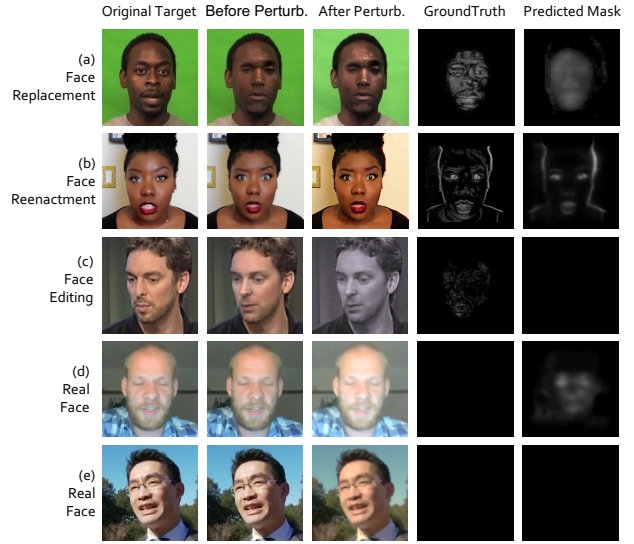 Original Target Before Perturb. After Perturb. GroundTruth Predicted Mask
(a)
Face
Replacement
(b)
Face
Reenactment
(c)
Face
Editing
(d)
Real
Face
(e)
Real
Face